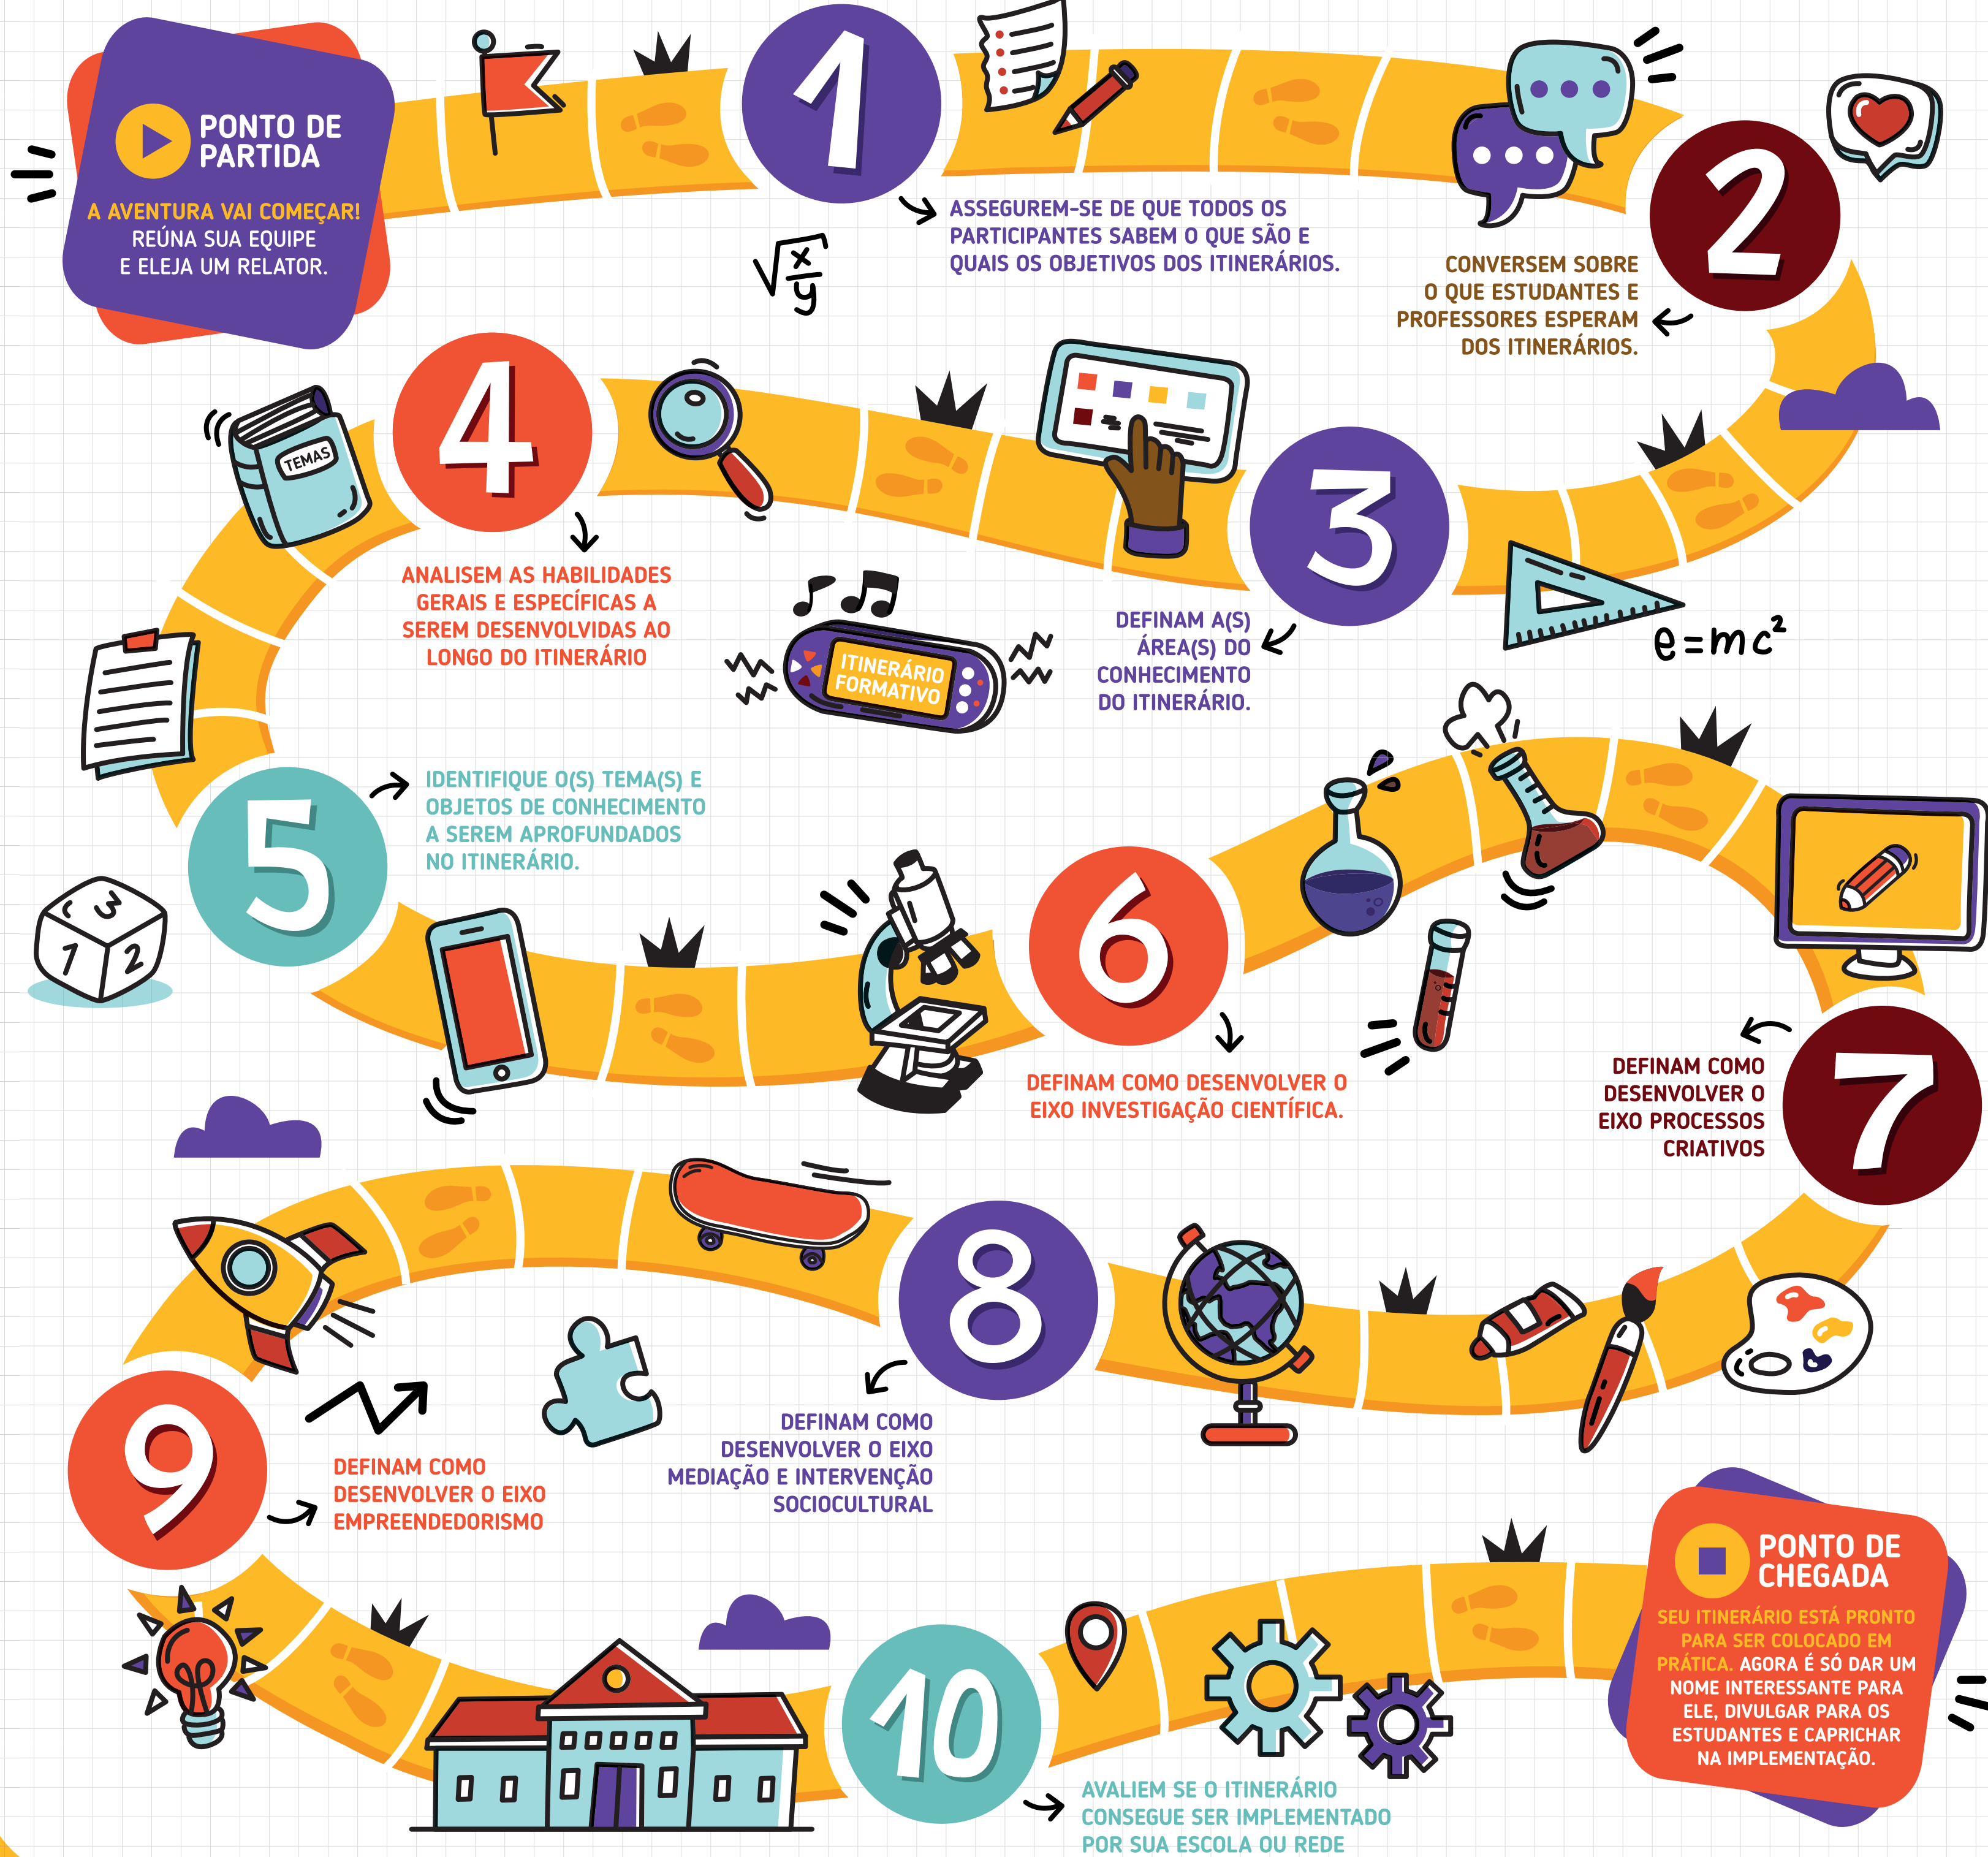 PONTO DE
PARTIDA
A AVENTURA VAI COMEÇAR!
REÚNA SUA EQUIPE
E ELEJA UM RELATOR.
1
ASSEGUREM-SE DE QUE TODOS OS
PARTICIPANTES SABEM O QUE SÃO E
QUAIS OS OBJETIVOS DOS ITINERÁRIOS.
√x/y
2
CONVERSEM SOBRE
O QUE ESTUDANTES E
PROFESSORES ESPERAM
DOS ITINERÁRIOS.
3
DEFINAM A(S)
ÁREA(S) DO
CONHECIMENTO
DO ITINERÁRIO.
e=mc²
4
ANALISEM AS HABILIDADES
GERAIS E ESPECÍFICAS A
SEREM DESENVOLVIDAS AO
LONGO DO ITINERÁRIO
TEMAS
ITINERÁRIO
FORMATIVO
5
IDENTIFIQUE O(S) TEMA(S) E
OBJETOS DE CONHECIMENTO
A SEREM APROFUNDADOS
NO ITINERÁRIO.
3
1 2
6
DEFINAM COMO DESENVOLVER O
EIXO INVESTIGAÇÃO CIENTÍFICA.
7
DEFINAM COMO
DESENVOLVER O
EIXO PROCESSOS
CRIATIVOS
8
DEFINAM COMO
DESENVOLVER O EIXO
MEDIAÇÃO E INTERVENÇÃO
SOCIOCULTURAL
9
DEFINAM COMO
DESENVOLVER O EIXO
EMPREENDEDORISMO
10
AVALIEM SE O ITINERÁRIO
CONSEGUE SER IMPLEMENTADO
POR SUA ESCOLA OU REDE
PONTO DE
CHEGADA
SEU ITINERÁRIO ESTÁ PRONTO
PARA SER COLOCADO EM
PRÁTICA. AGORA É SÓ DAR UM
NOME INTERESSANTE PARA
ELE, DIVULGAR PARA OS
ESTUDANTES E CAPRICHAR
NA IMPLEMENTAÇÃO.